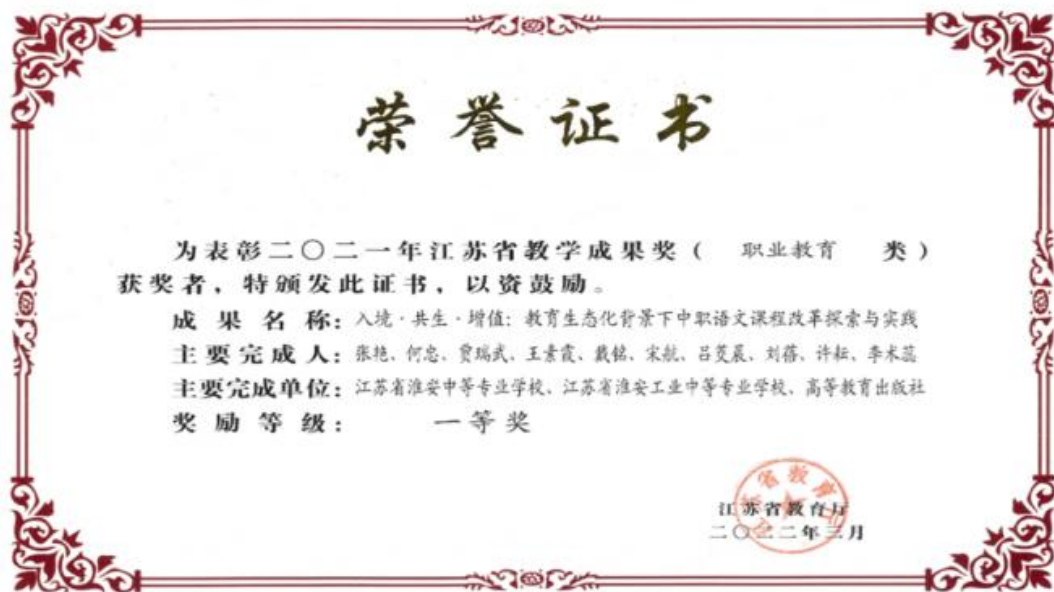 荣誉证书
为表彰二〇二一年江苏省教学成果奖（ 职业教育 类）
获奖者，特颁发此证书，以资鼓励。
成果名称：入境·共生·增值：教育生态化背景下中职语文课程改革探索与实践
主要完成人：张艳、何忠、贾瑞武、王素霞、戴铭、宋航、吕茭晨、刘蓓、许耘、李术蕊
主要完成单位：江苏省淮安中等专业学校、江苏省淮安工业中等专业学校、高等教育出版社
奖励等级： 一等奖
江苏省教育厅
二〇二二年三月